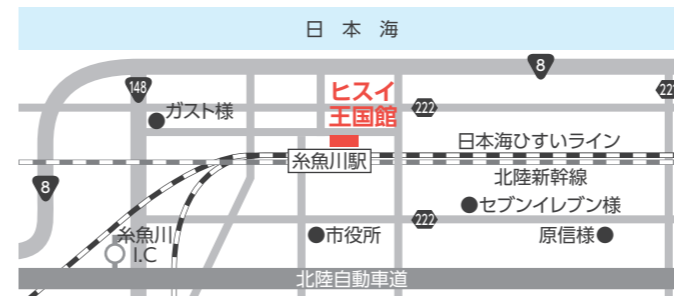 日本海
8
148
ヒスイ
王国館
222
221
ガスト様
日本海ひすいライン
糸魚川駅
北陸新幹線
8
セブンイレブン様
222
糸魚川
I.C
市役所
原信様
北陸自動車道